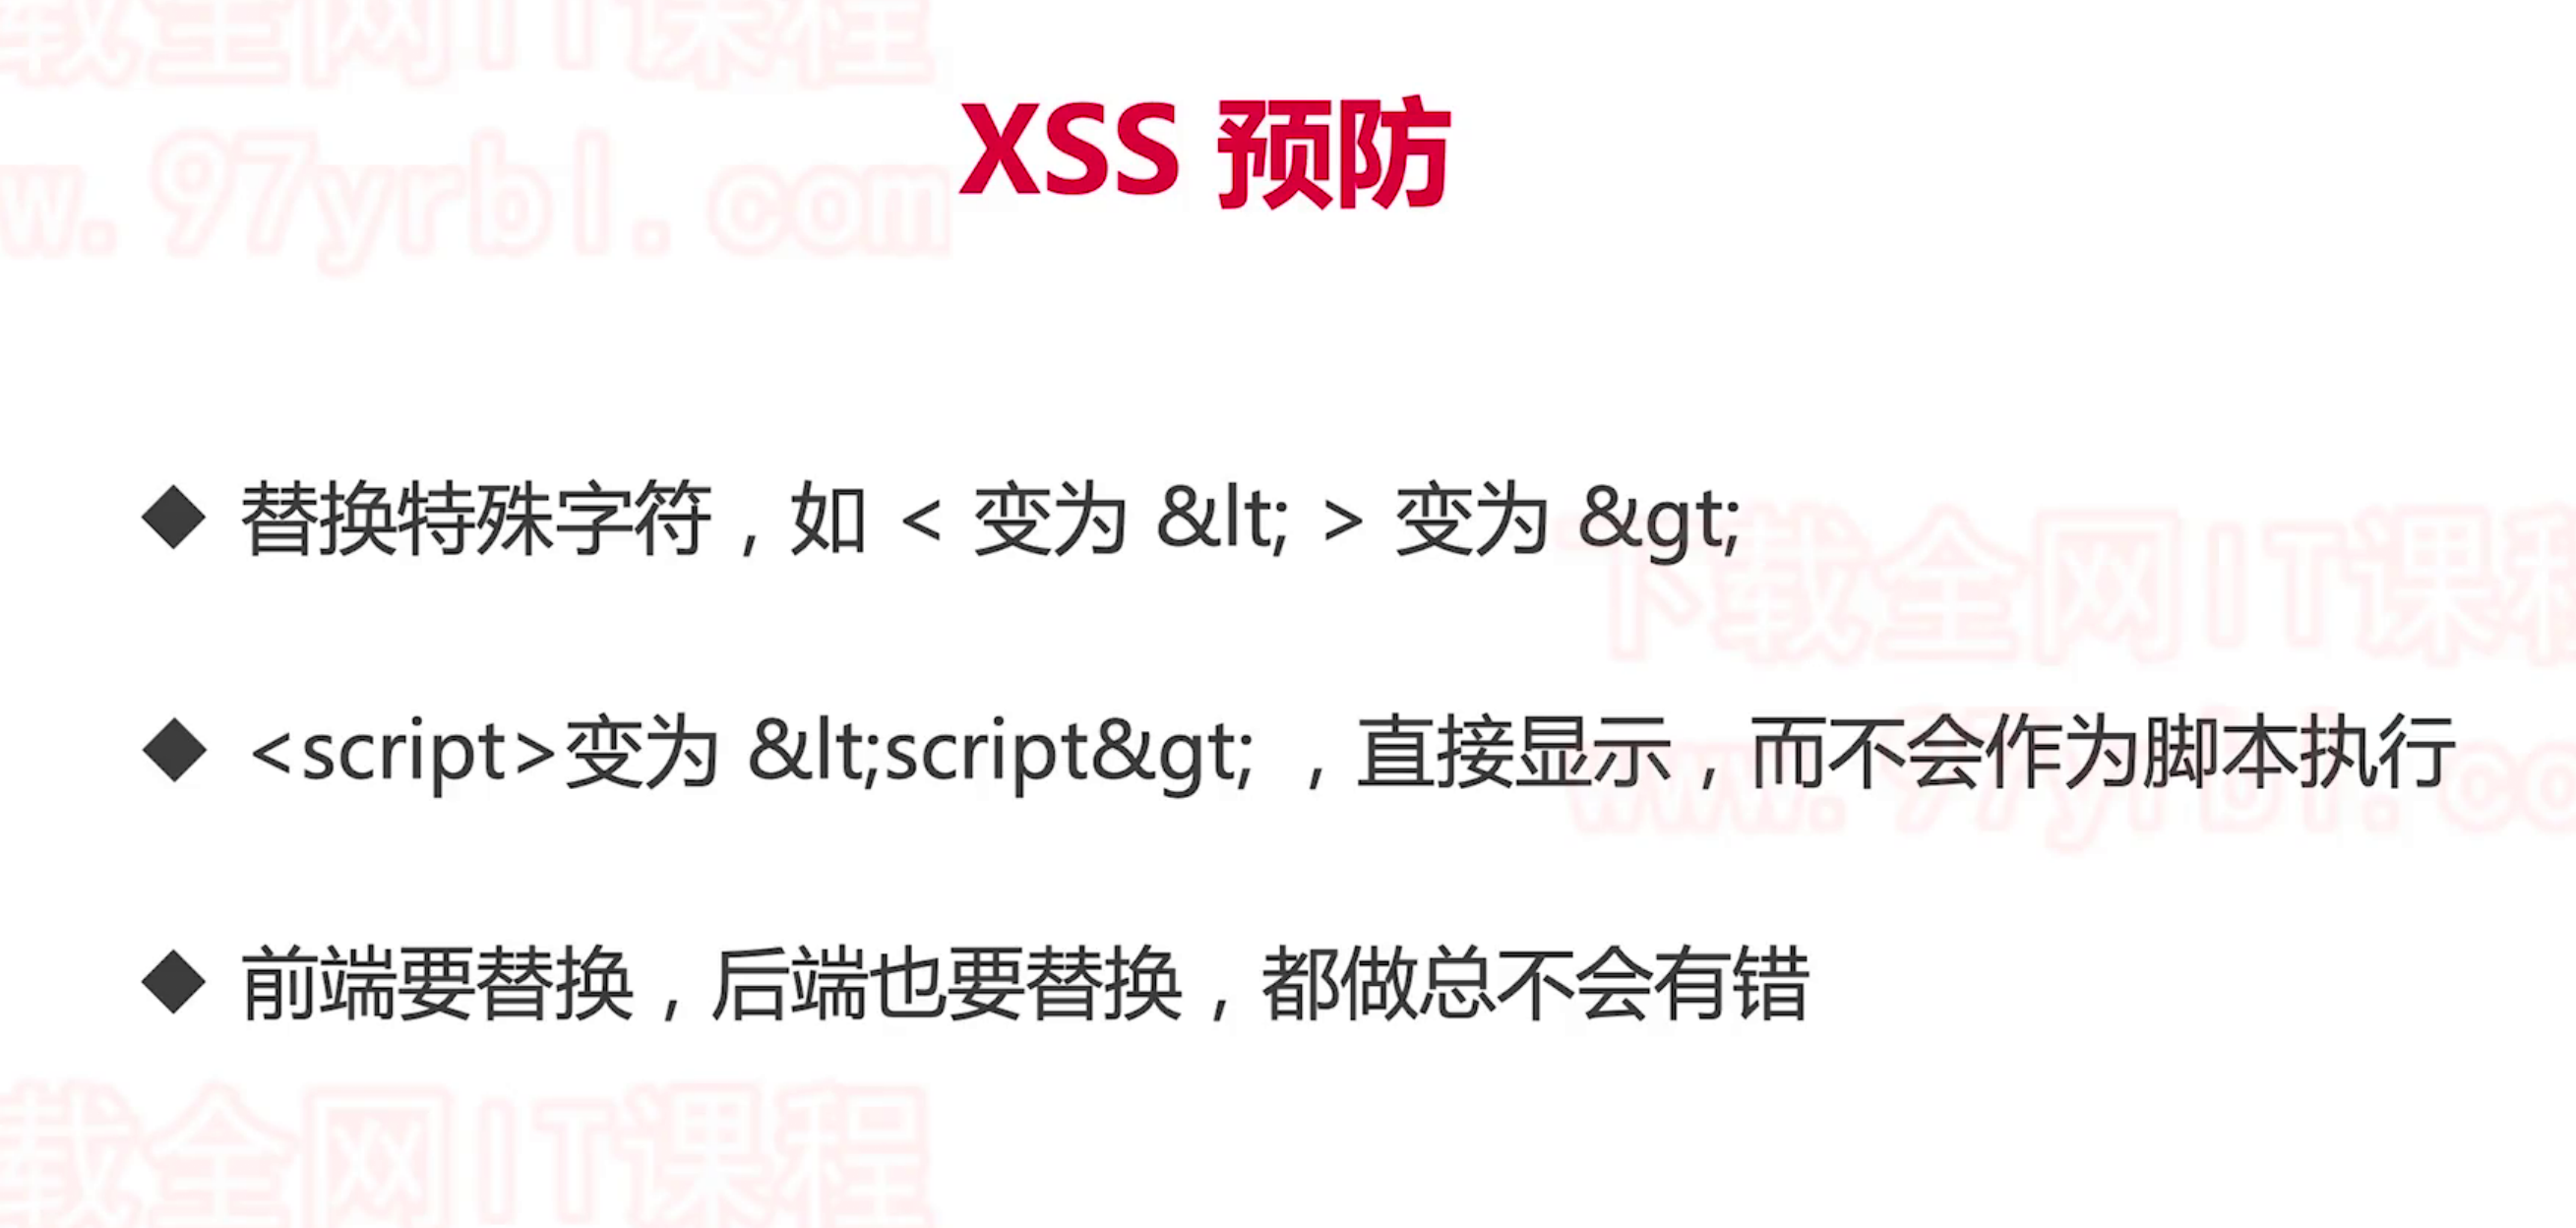 载全网IT课程
XSS 预防
w.97yrbl.com
◆ 替换特殊字符，如 < 变为 &lt; > 变为 &gt;
下载全网IT课程
◆ <script>变为 &lt;script&gt; ，直接显示，而不会作为脚本执行
www.97yrbl.co
◆ 前端要替换，后端也要替换，都做总不会有错
载全网IT课程